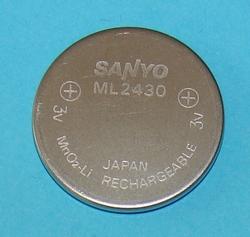 SANYO
ML2430
3V 3V
MnO2-Li
JAPAN
RECHARGEABLE